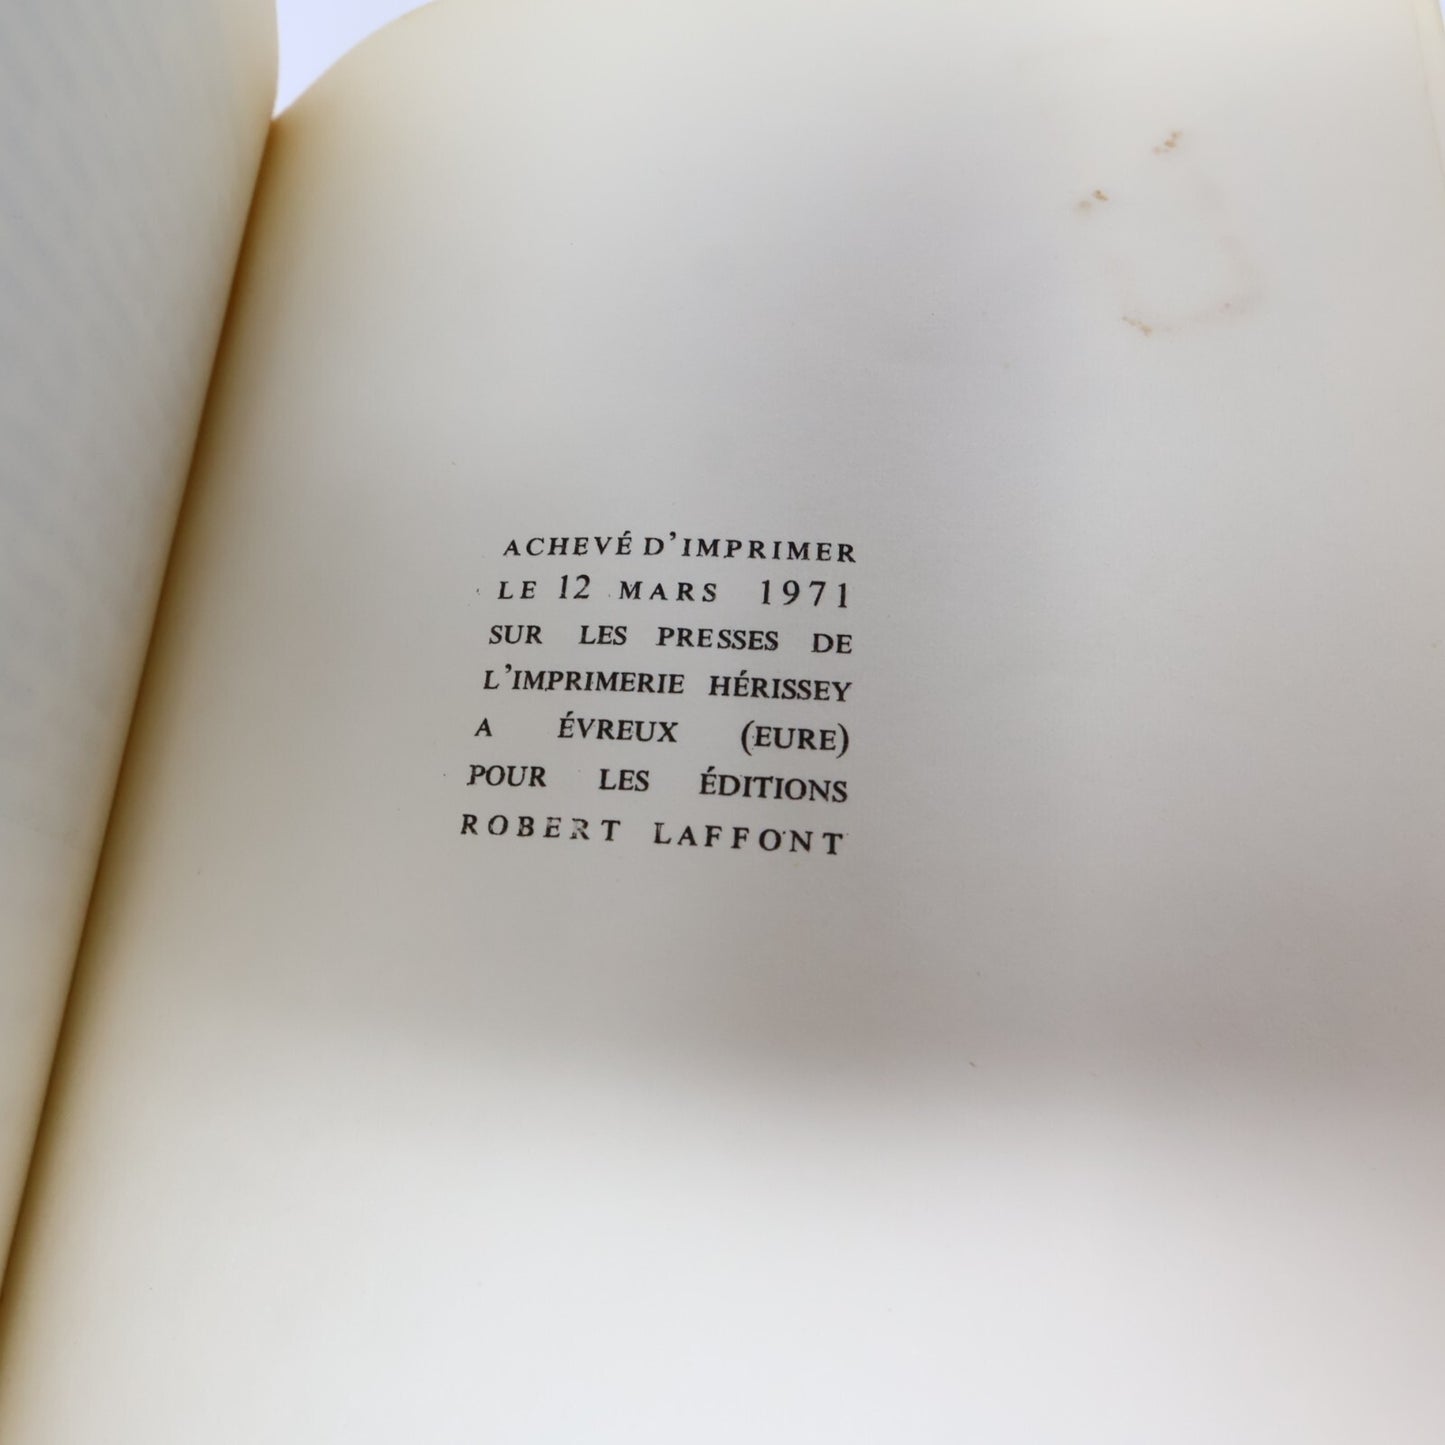 ACHEVÉ D'IMPRIMER
LE 12 MARS 1971
SUR LES PRESSES DE
L'IMPRIMERIE HÉRISSEY
A ÉVREUX (EURE)
POUR LES ÉDITIONS
ROBERT LAFFONT